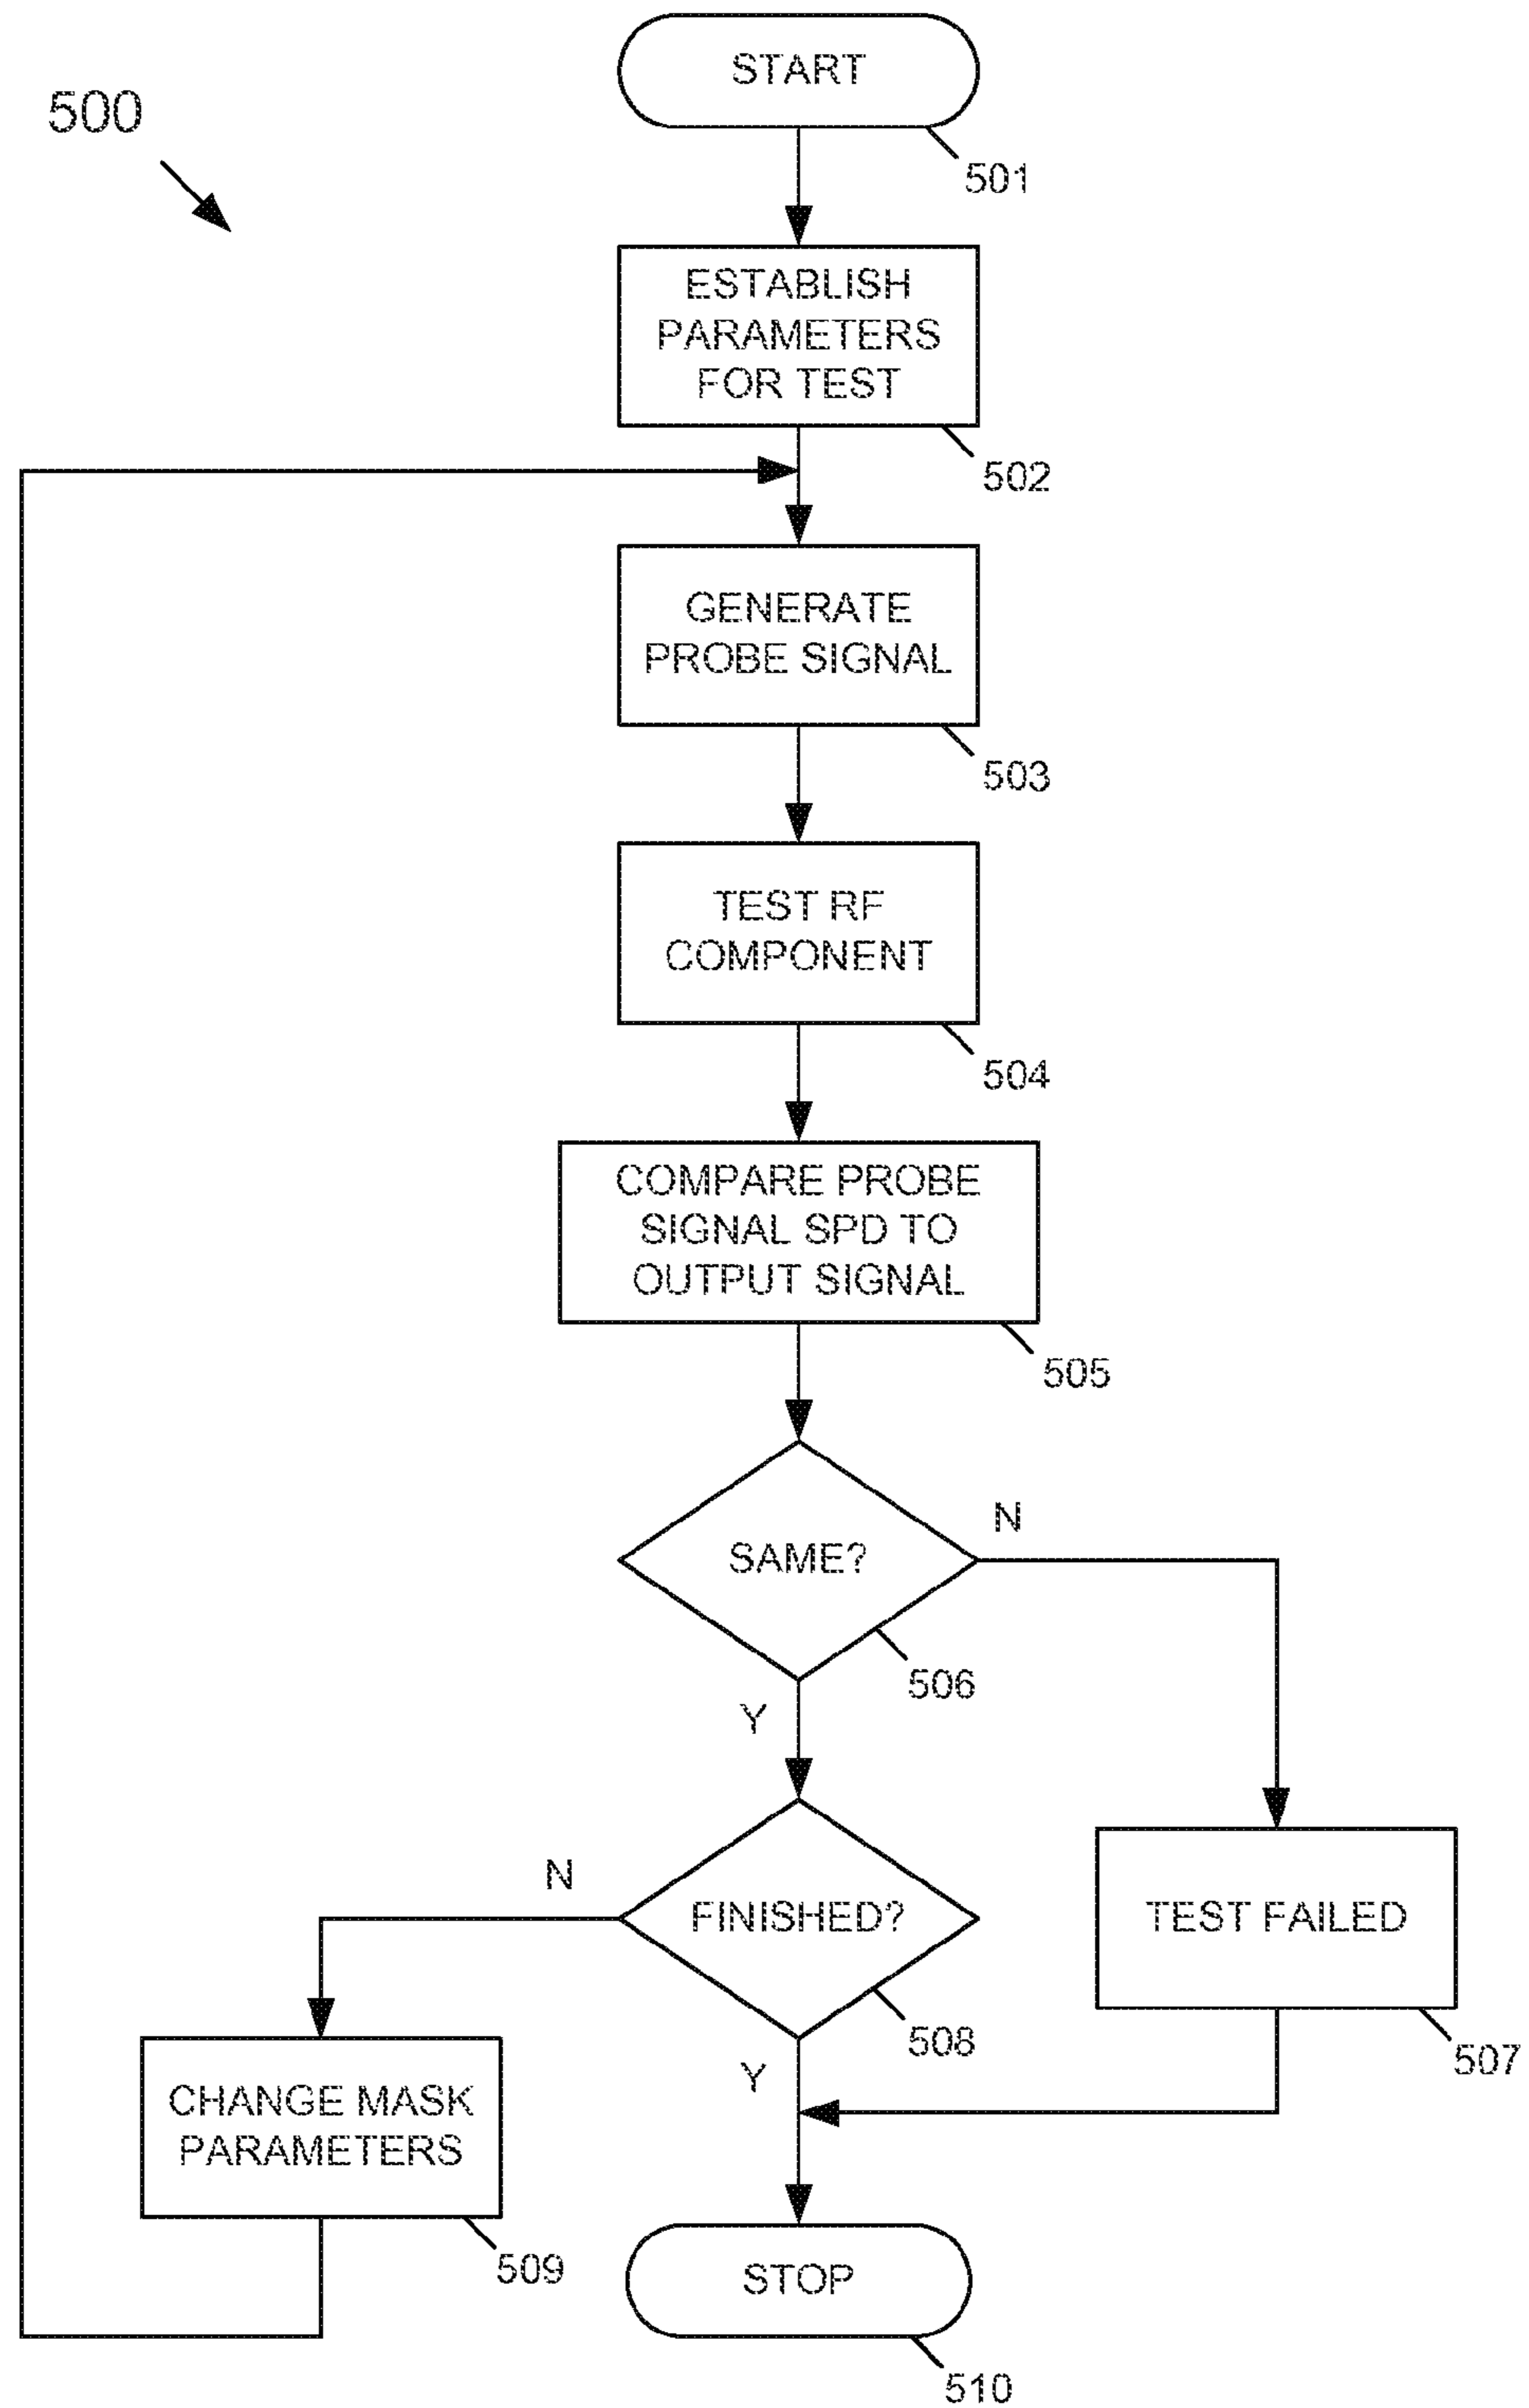 START
500
501
ESTABLISH
PARAMETERS
FOR TEST
502
GENERATE
PROBE SIGNAL
503
TEST RF
COMPONENT
504
COMPARE PROBE
SIGNAL SPD TO
OUTPUT SIGNAL
505
N
SAME?
506
Y
N
FINISHED?
TEST FAILED
508
507
Y
CHANGE MASK
PARAMETERS
509
STOP
510